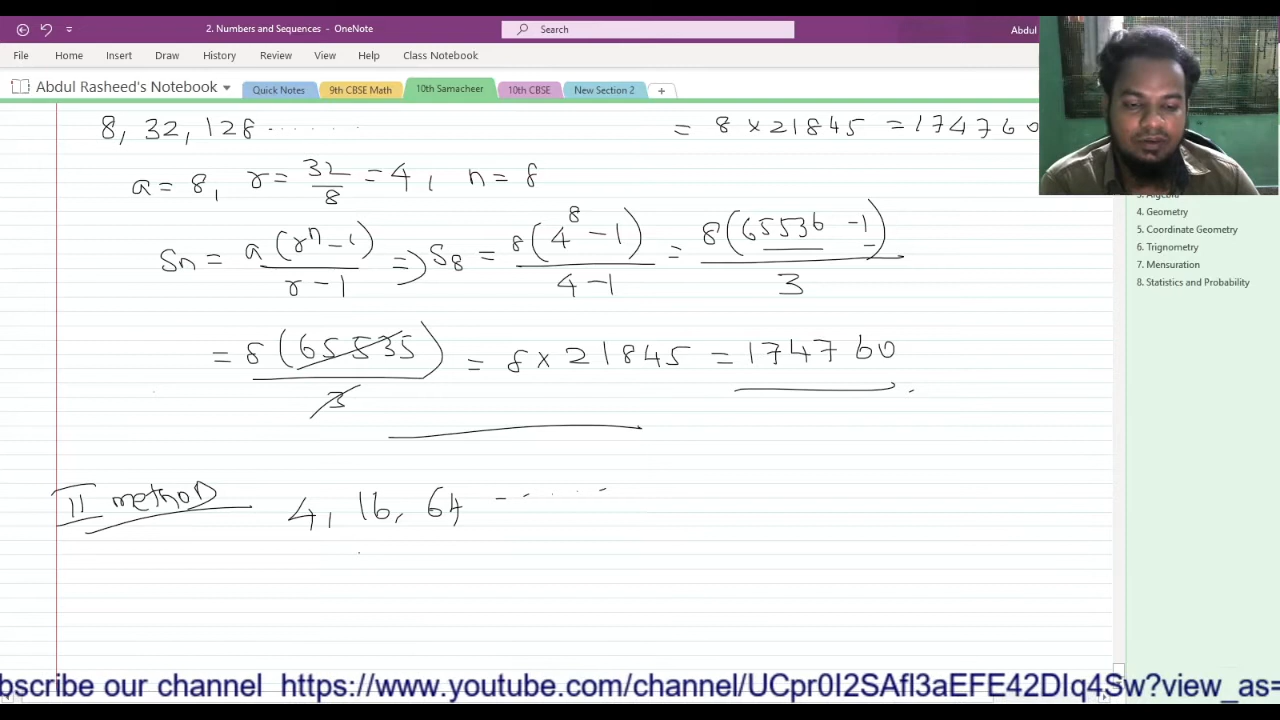 2. Numbers and Sequences - OneNote
Search
Abdul
File Home Insert Draw History Review View Help Class Notebook
Abdul Rasheed's Notebook
Quick Notes
9th CBSE Math
10th Samacheer
10th CBSE
New Section 2
8, 32, 128 ........
= 8 × 21845 = 174760
a = 8, r = 32/8 = 4, n = 8
Sn = a(rⁿ - 1)/r - 1 => S8 = 8(4⁸ - 1)/4 - 1 = 8(65536 - 1)/3
= 8(65535)/3 = 8 × 21845 = 174760
II method 4, 16, 64 - - . . . -
4. Geometry
5. Coordinate Geometry
6. Trignometry
7. Mensuration
8. Statistics and Probability
bscribe our channel https://www.youtube.com/channel/UCpr0I2SAfI3aEFE42DIq4Sw?view_as=